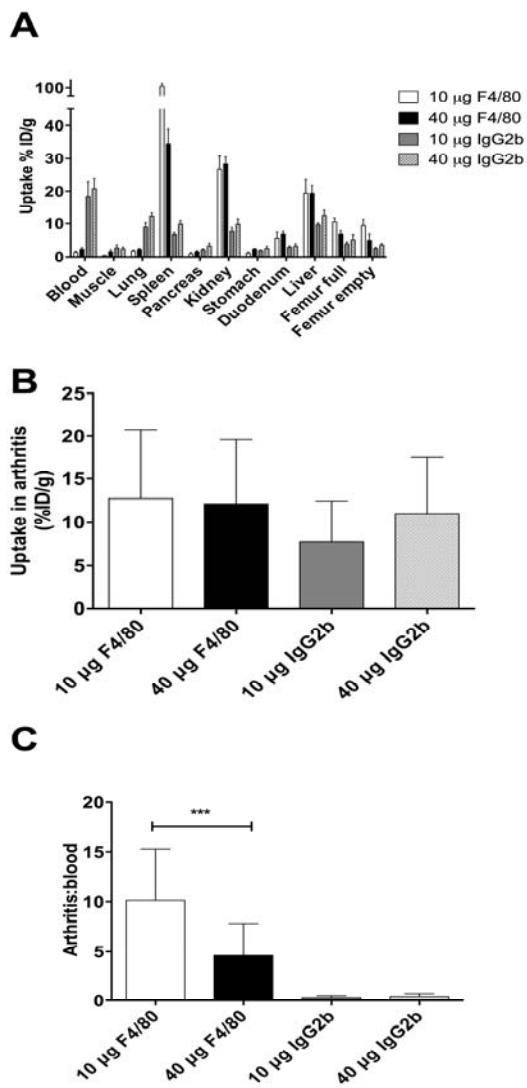 A
Uptake % ID/g
100
40
30
20
10
0
Blood
Muscle
Lung
Spleen
Pancreas
Kidney
Stomach
Duodenum
Liver
Femur full
Femur empty
10 μg F4/80
40 μg F4/80
10 μg IgG2b
40 μg IgG2b
B
Uptake in arthritis
(%ID/g)
25
20
15
10
5
0
10 μg F4/80
40 μg F4/80
10 μg IgG2b
40 μg IgG2b
C
Arthritis:blood
20
15
10
5
0
***
10 μg F4/80
40 μg F4/80
10 μg IgG2b
40 μg IgG2b